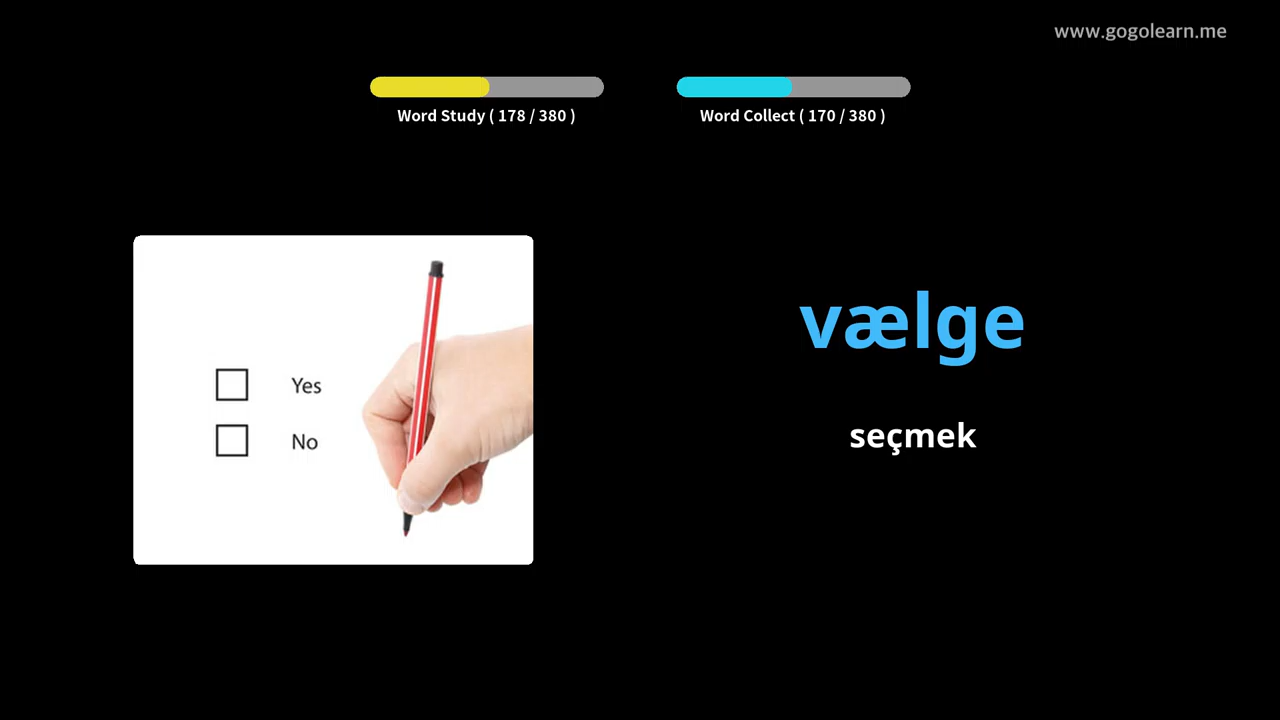 www.gogolearn.me
Word Study ( 178 / 380 )
Word Collect ( 170 / 380 )
Yes
No
vælge
seçmek